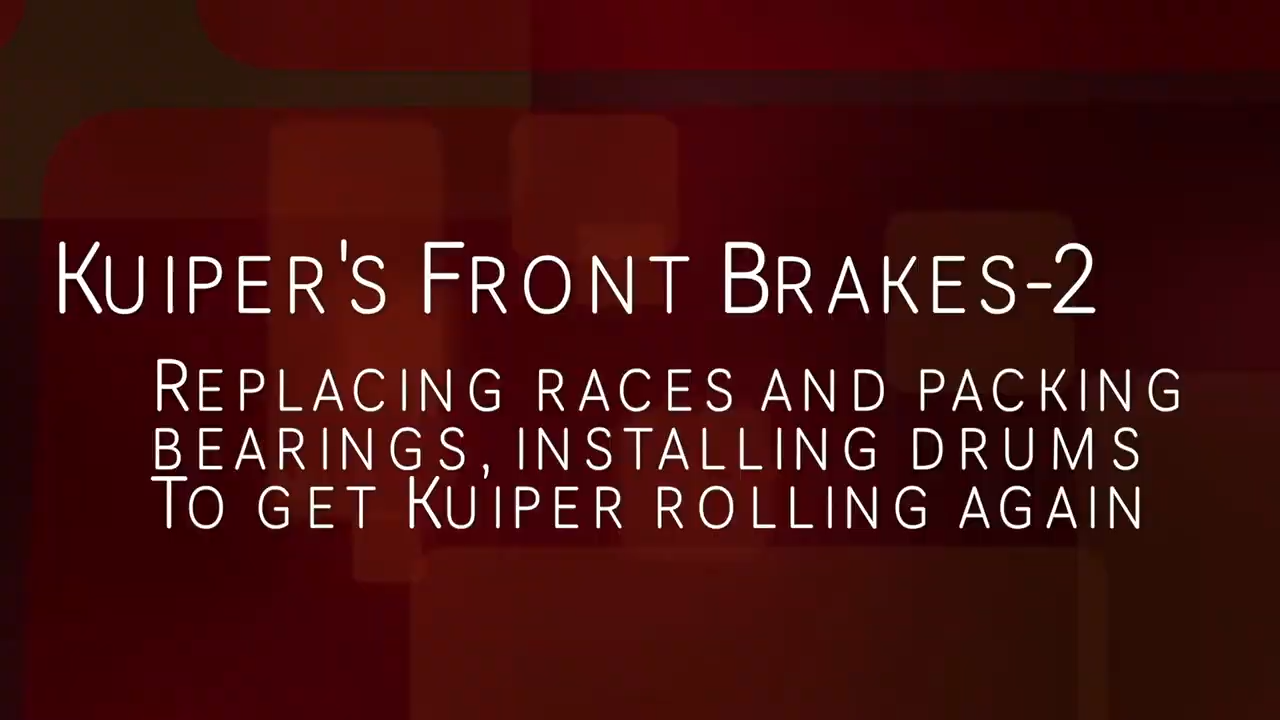 Kuiper's Front Brakes-2
Replacing races and packing
bearings, installing drums
To get Kuiper rolling again